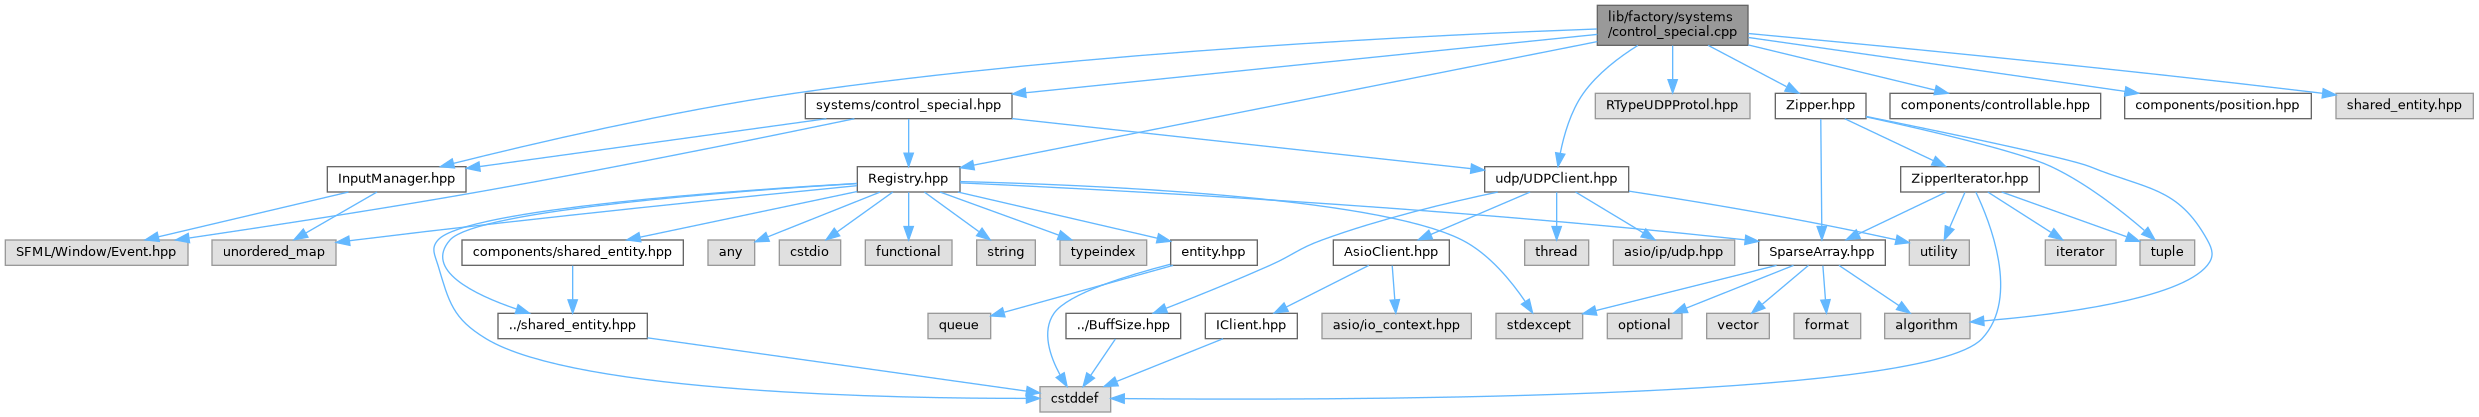 lib/factory/systems
/control_special.cpp
systems/control_special.hpp
RTypeUDPProtol.hpp
Zipper.hpp
components/controllable.hpp
components/position.hpp
shared_entity.hpp
InputManager.hpp
Registry.hpp
udp/UDPClient.hpp
ZipperIterator.hpp
SFML/Window/Event.hpp
unordered_map
components/shared_entity.hpp
any
cstdio
functional
string
typeindex
entity.hpp
AsioClient.hpp
thread
asio/ip/udp.hpp
SparseArray.hpp
utility
iterator
tuple
../shared_entity.hpp
queue
../BuffSize.hpp
IClient.hpp
asio/io_context.hpp
stdexcept
optional
vector
format
algorithm
cstddef